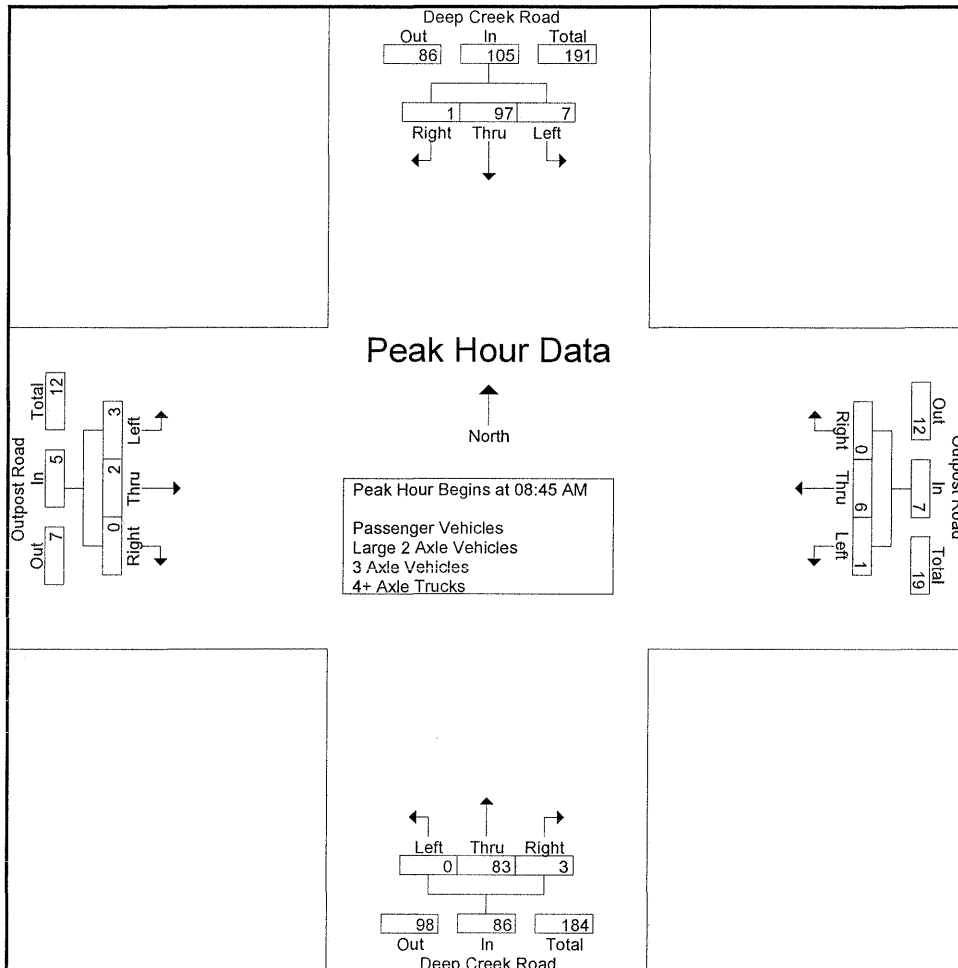 Deep Creek Road
Out In Total
86 105 191
1 97 7
Right Thru Left
Peak Hour Data
North
Peak Hour Begins at 08:45 AM
Passenger Vehicles
Large 2 Axle Vehicles
3 Axle Vehicles
4+ Axle Trucks
Outpost Road
Out In Total
7 5 12
Right Thru Left
0 2 3
Outpost Road
Out In Total
12 7 19
Right Thru Left
0 6 1
Left Thru Right
0 83 3
98 86 184
Out In Total
Deep Creek Road